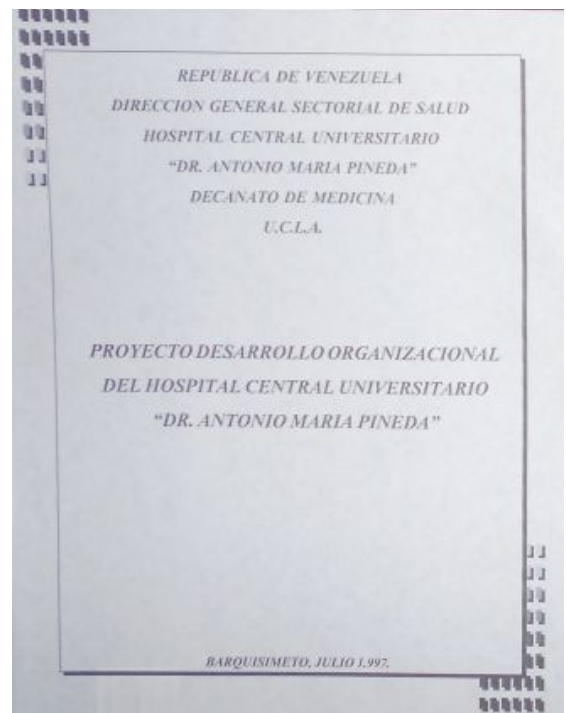 REPUBLICA DE VENEZUELA
DIRECCION GENERAL SECTORIAL DE SALUD
HOSPITAL CENTRAL UNIVERSITARIO
“DR. ANTONIO MARIA PINEDA”
DECANATO DE MEDICINA
U.C.L.A.
PROYECTO DESARROLLO ORGANIZACIONAL
DEL HOSPITAL CENTRAL UNIVERSITARIO
“DR. ANTONIO MARIA PINEDA”
BARQUISIMETO, JULIO 1.997.